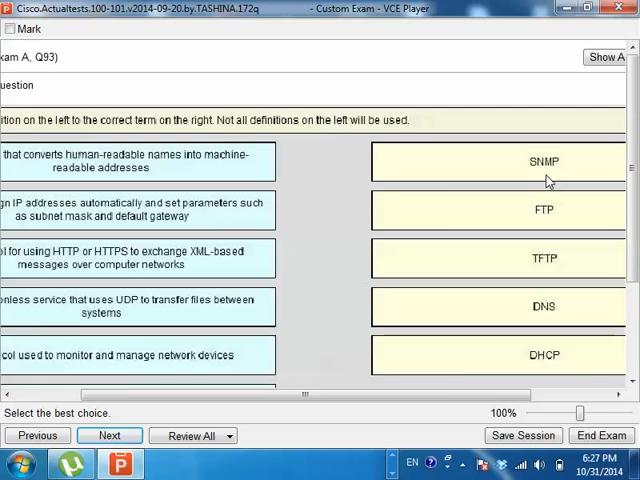 Cisco.Actualtests.100-101.v2014-09-20.by.TASHINA.172q - Custom Exam - VCE Player
Mark
xam A, Q93)
Show A
uestion
ition on the left to the correct term on the right. Not all definitions on the left will be used.
that converts human-readable names into machine-
readable addresses
SNMP
gn IP addresses automatically and set parameters such
as subnet mask and default gateway
FTP
ol for using HTTP or HTTPS to exchange XML-based
messages over computer networks
TFTP
onless service that uses UDP to transfer files between
systems
DNS
col used to monitor and manage network devices
DHCP
Select the best choice.
100%
Previous
Next
Review All
Save Session
End Exam
EN
6:27 PM
10/31/2014